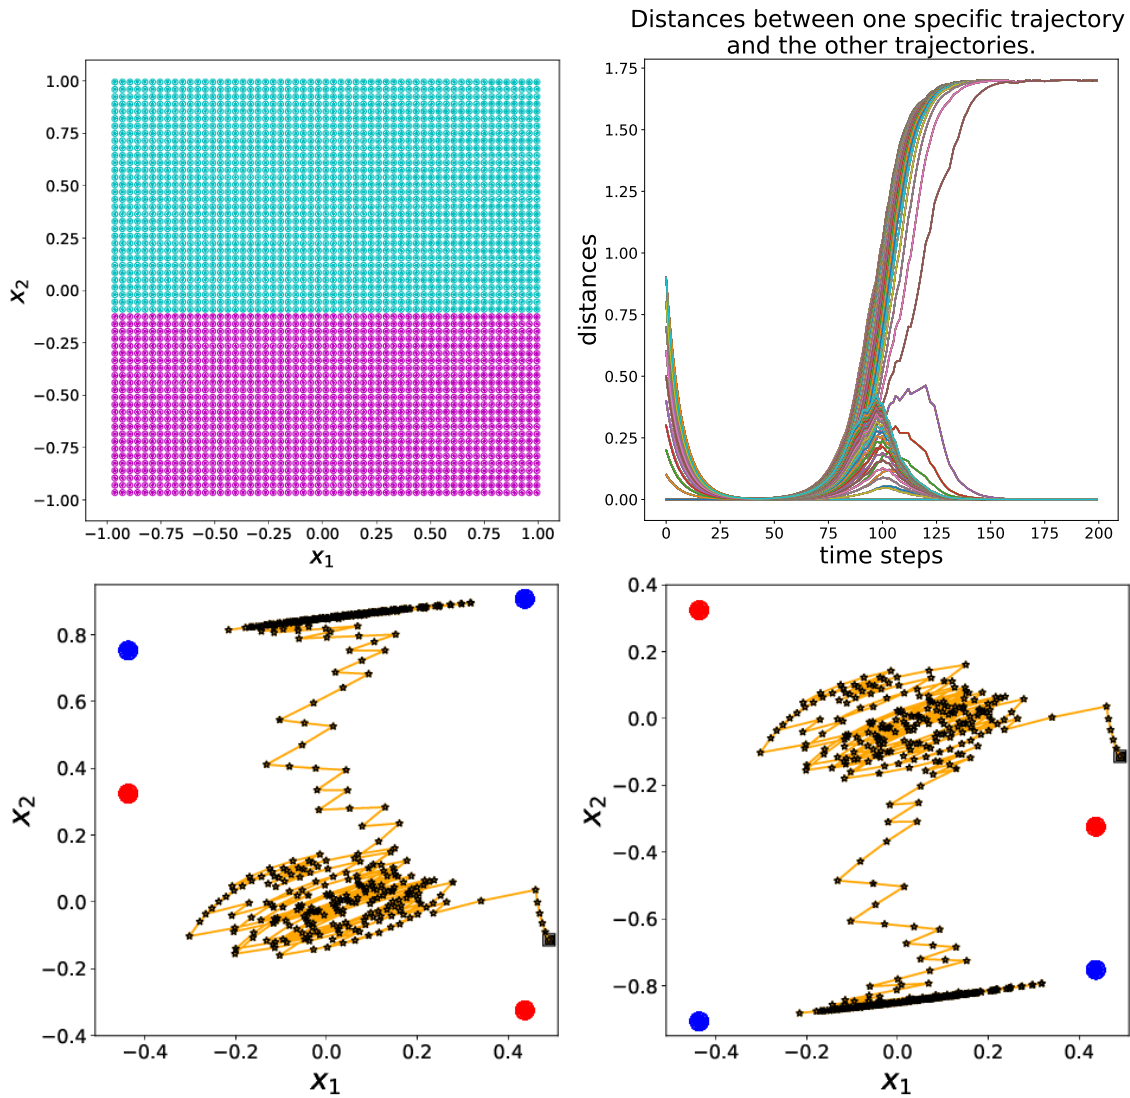 Distances between one specific trajectory
and the other trajectories.
1.00
0.75
0.50
0.25
0.00
−0.25
−0.50
−0.75
−1.00
x2
−1.00 −0.75 −0.50 −0.25 0.00 0.25 0.50 0.75 1.00
x1
1.75
1.50
1.25
1.00
0.75
0.50
0.25
0.00
distances
0 25 50 75 100 125 150 175 200
time steps
0.8
0.6
0.4
0.2
0.0
−0.2
−0.4
x2
−0.4 −0.2 0.0 0.2 0.4
x1
0.4
0.2
0.0
−0.2
−0.4
−0.6
−0.8
x2
−0.4 −0.2 0.0 0.2 0.4
x1